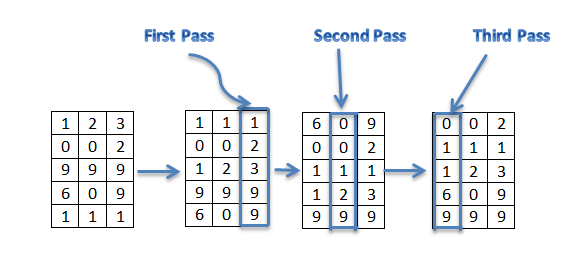 First Pass Second Pass Third Pass
1 2 3 1 1 1 6 0 9 0 0 2
0 0 2 0 0 2 0 0 2 1 1 1
9 9 9 1 2 3 1 1 1 1 2 3
6 0 9 9 9 9 1 2 3 6 0 9
1 1 1 6 0 9 9 9 9 9 9 9